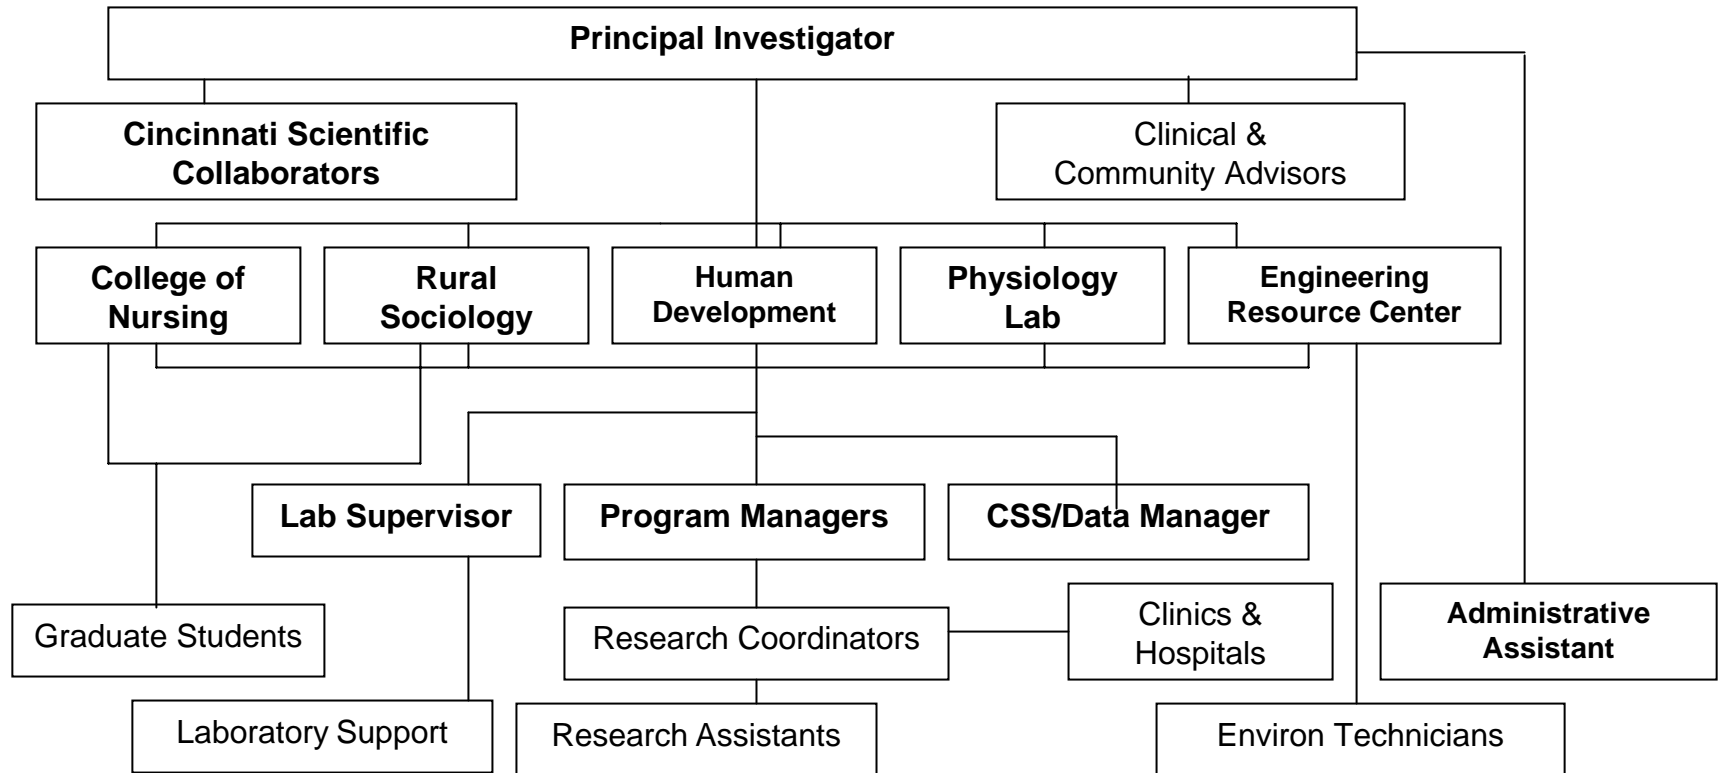 Principal Investigator
Cincinnati Scientific
Collaborators
Clinical &
Community Advisors
College of
Nursing
Rural
Sociology
Human
Development
Physiology
Lab
Engineering
Resource Center
Lab Supervisor
Program Managers
CSS/Data Manager
Graduate Students
Research Coordinators
Clinics &
Hospitals
Administrative
Assistant
Laboratory Support
Research Assistants
Environ Technicians